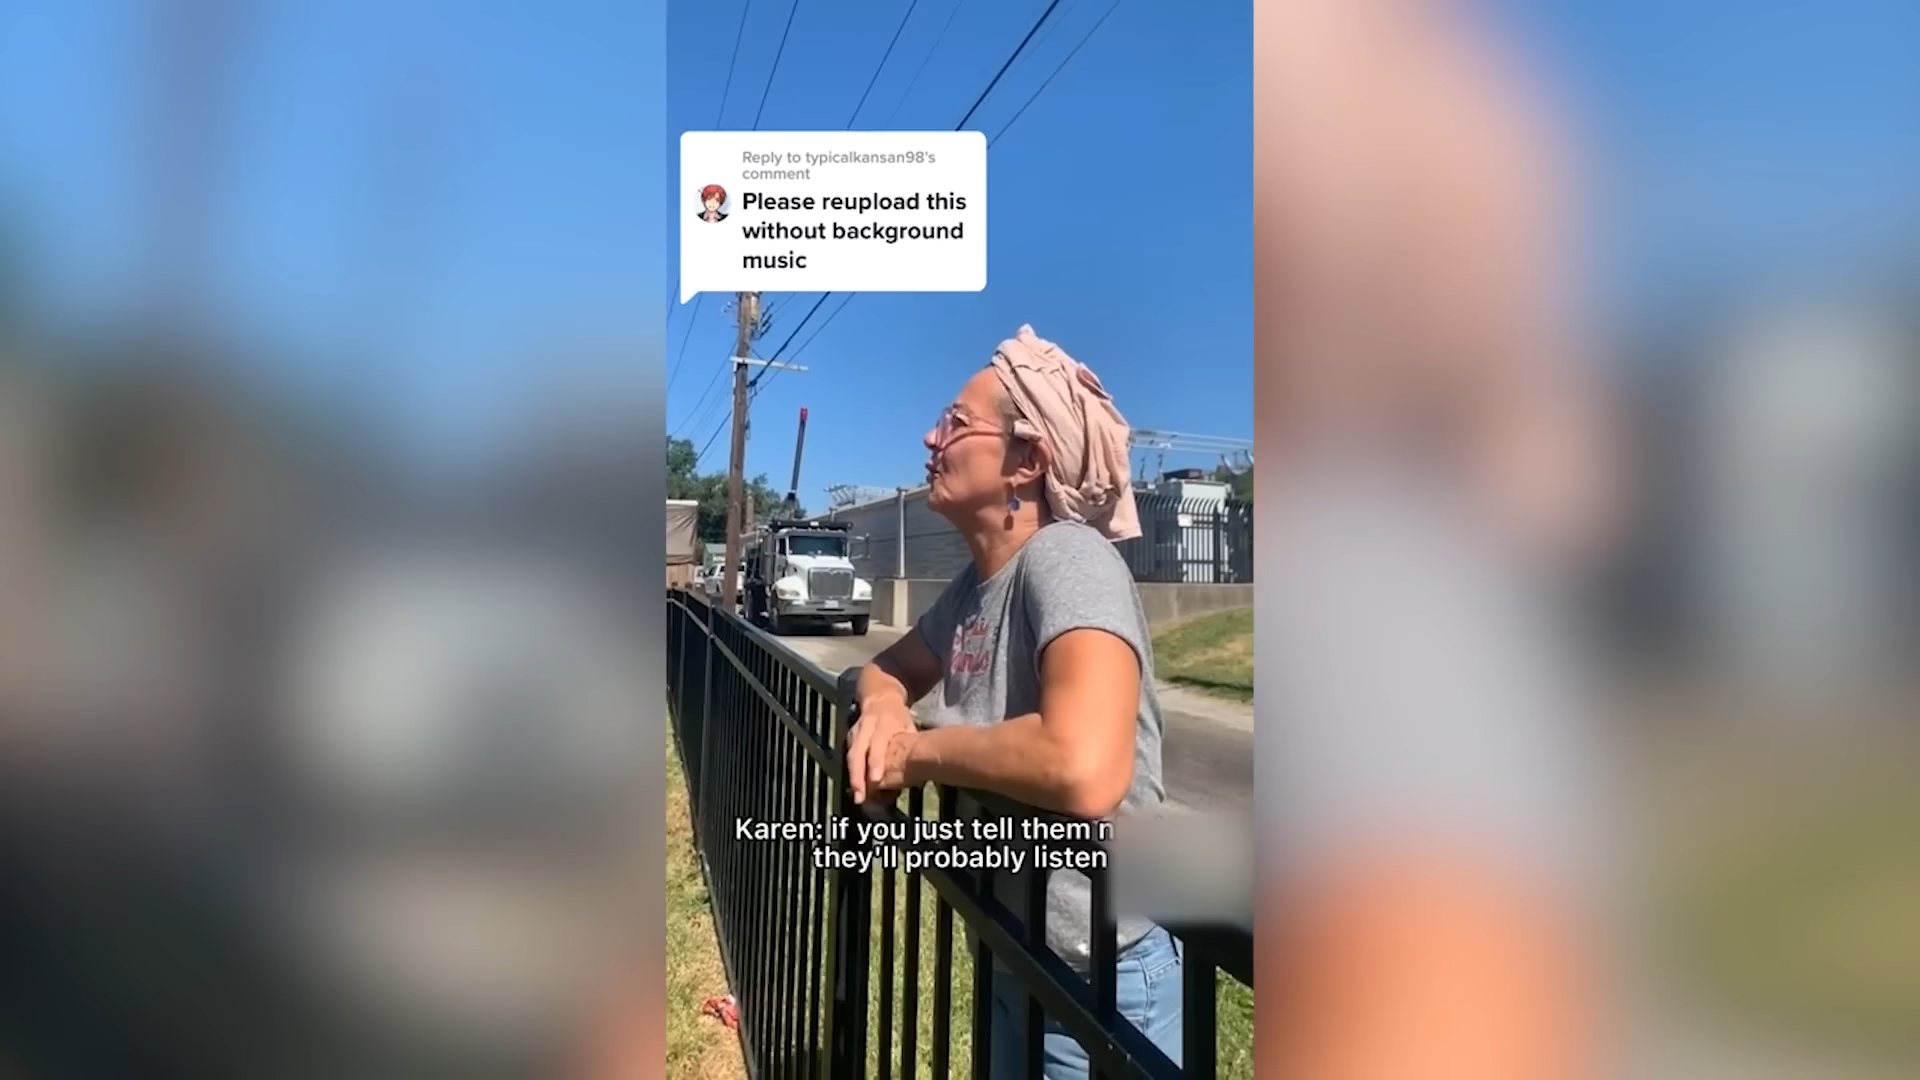 Reply to typicalkansan98's
comment
Please reupload this
without background
music
Karen: if you just tell them
they'll probably listen